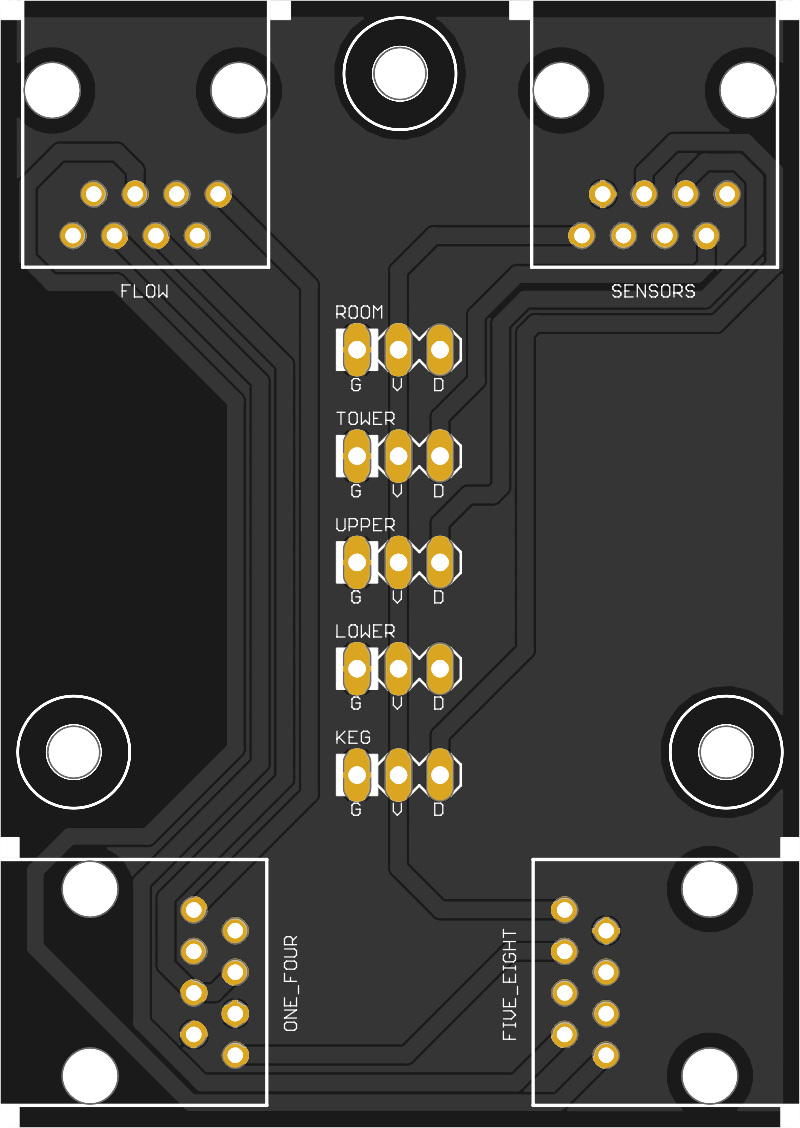 FLOW
SENSORS
ROOM
G V D
TOWER
G V D
UPPER
G V D
LOWER
G V D
KEG
G V D
ONE_FOUR
FIVE_EIGHT